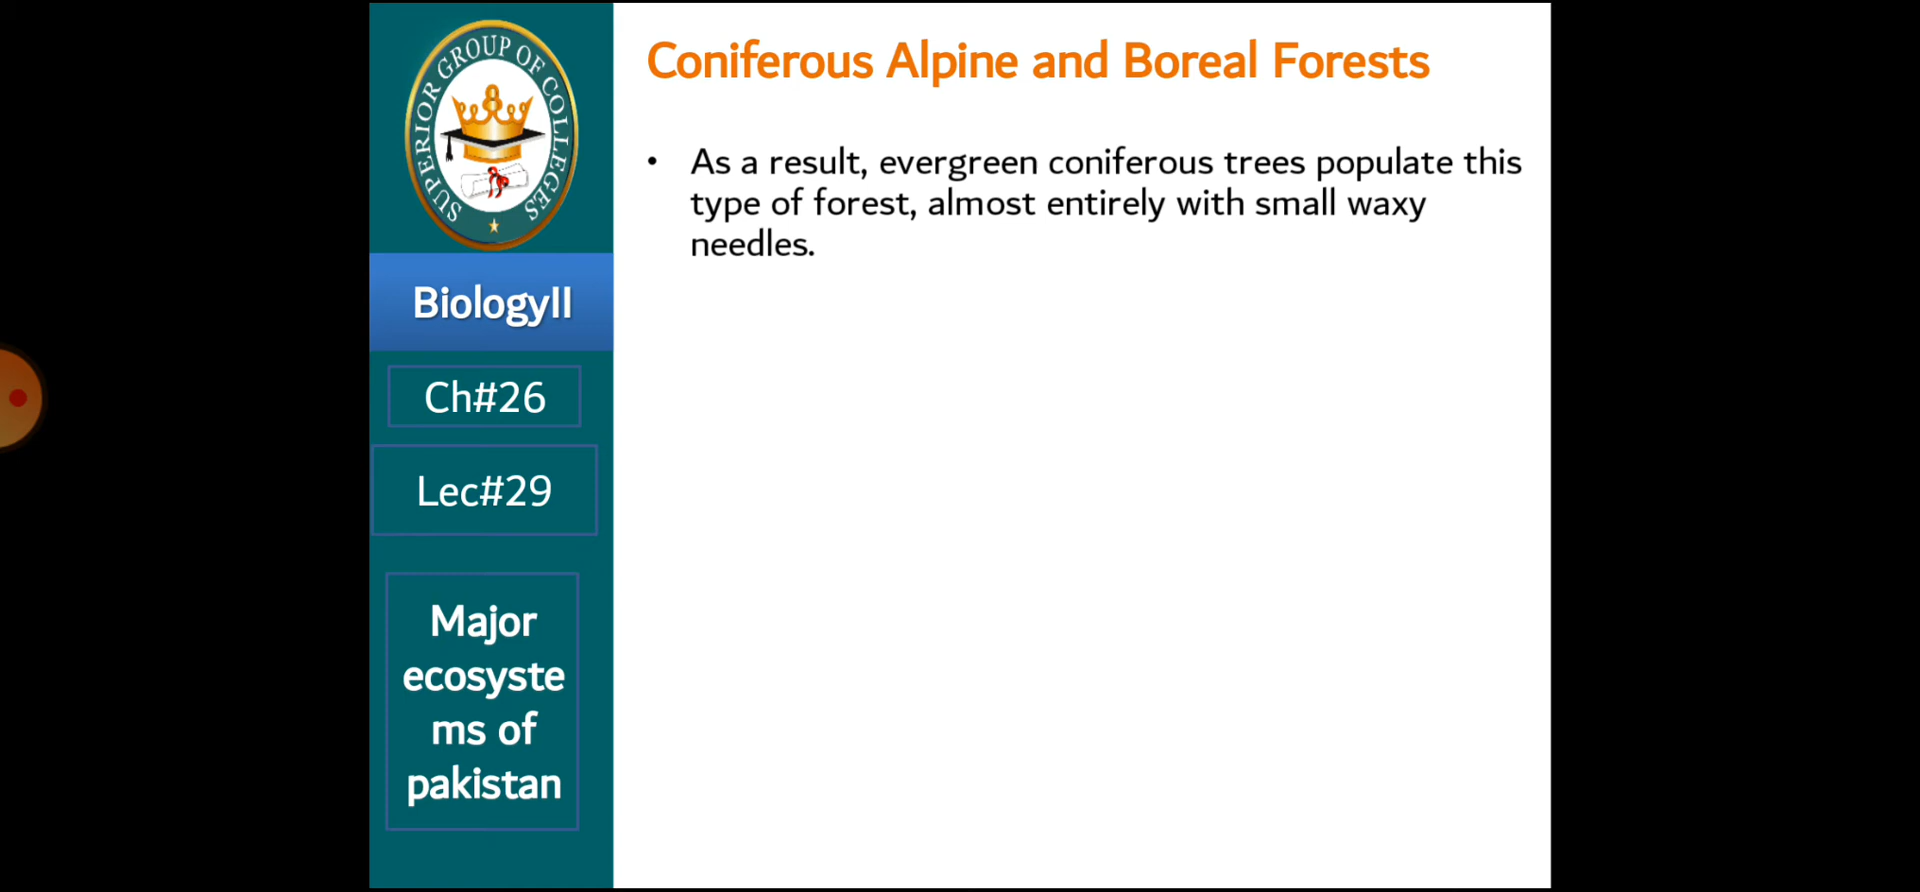 SUPERIOR GROUP OF COLLEGES
BiologyII
Ch#26
Lec#29
Major
ecosyste
ms of
pakistan
Coniferous Alpine and Boreal Forests
• As a result, evergreen coniferous trees populate this
type of forest, almost entirely with small waxy
needles.